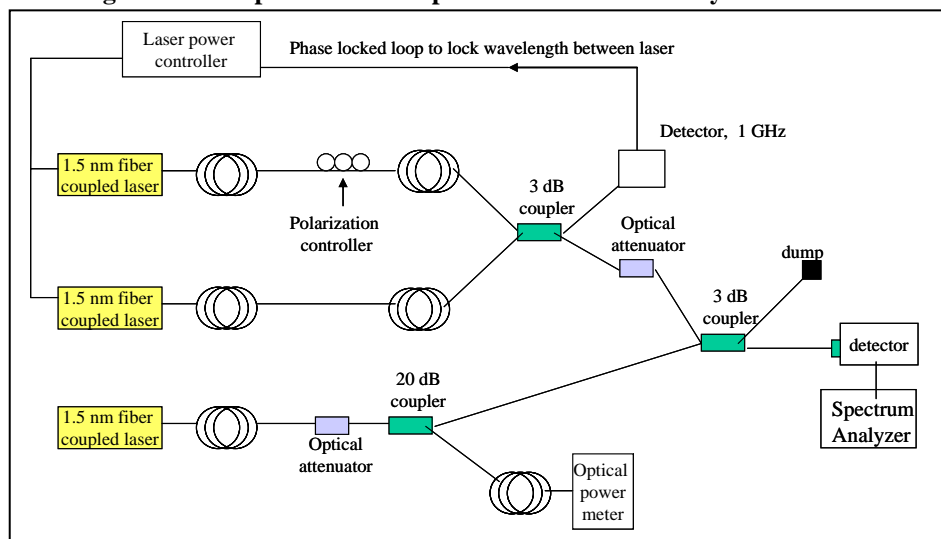 Laser power
controller
Phase locked loop to lock wavelength between laser
Detector, 1 GHz
1.5 nm fiber
coupled laser
3 dB
coupler
Polarization
controller
Optical
attenuator
dump
1.5 nm fiber
coupled laser
3 dB
coupler
detector
20 dB
coupler
1.5 nm fiber
coupled laser
Optical
attenuator
Spectrum
Analyzer
Optical
power
meter